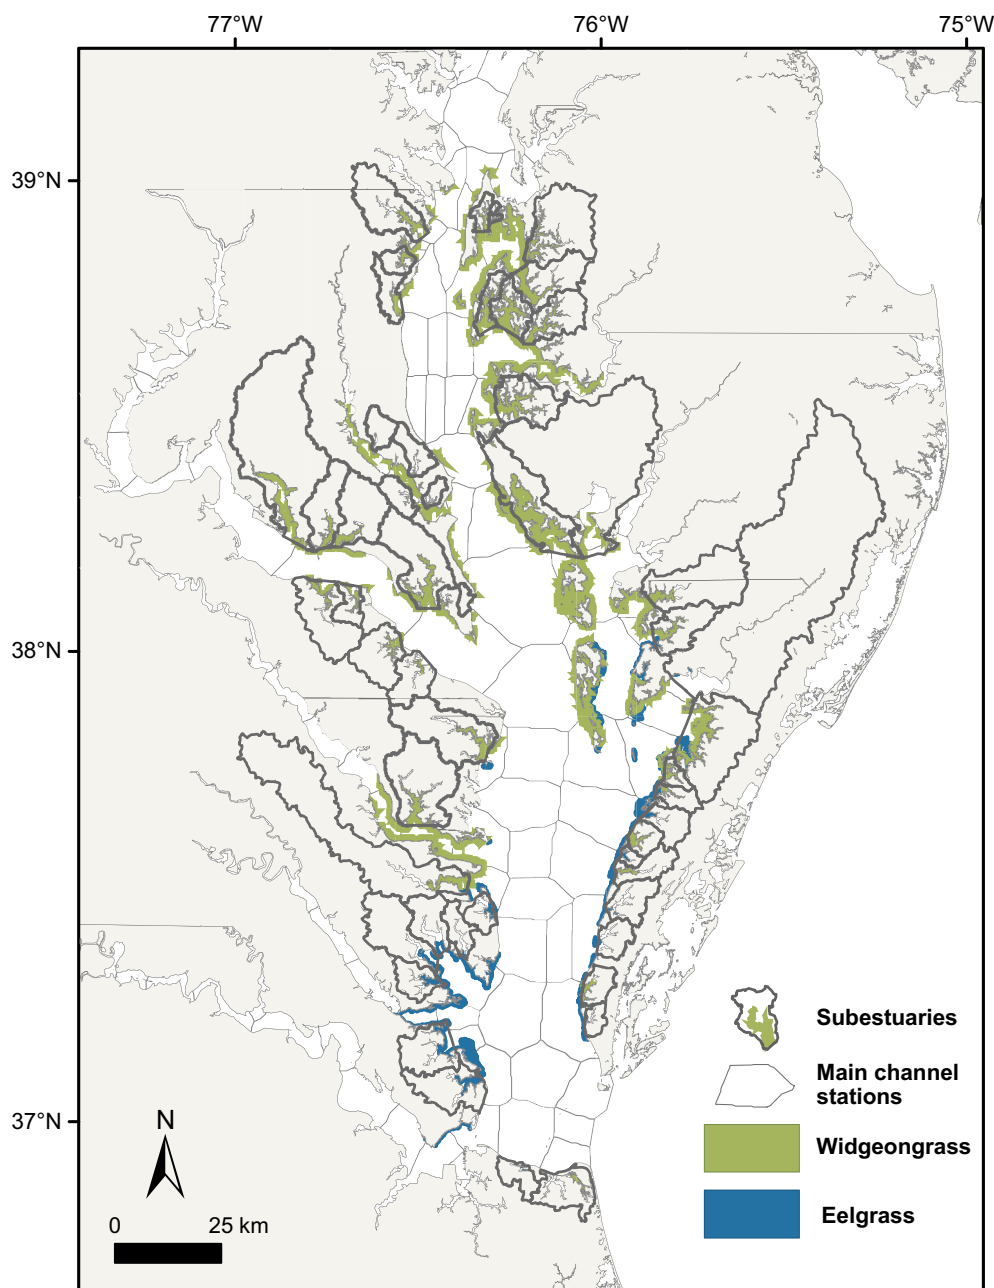 77°W 76°W 75°W
39°N
38°N
37°N
N
0 25 km
Subestuaries
Main channel
stations
Widgeongrass
Eelgrass